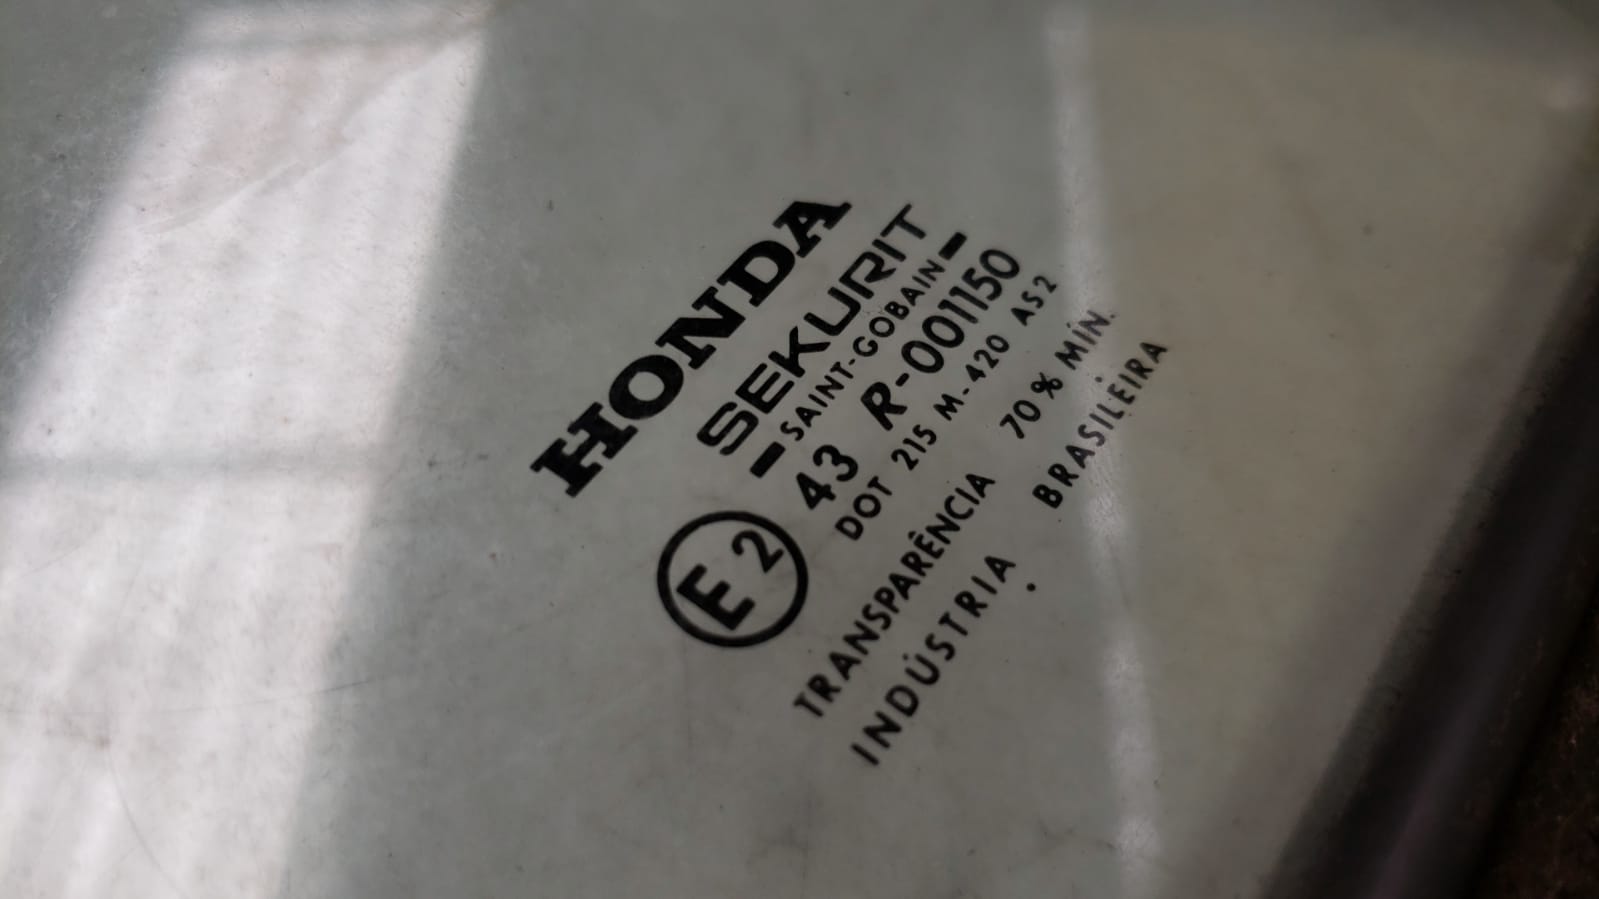 HONDA
SEKURIT
SAINT-GOBAIN
E2 43 R-001150
DOT 215 M-420 AS2
TRANSPARÊNCIA 70% MÍN.
INDÚSTRIA BRASILEIRA